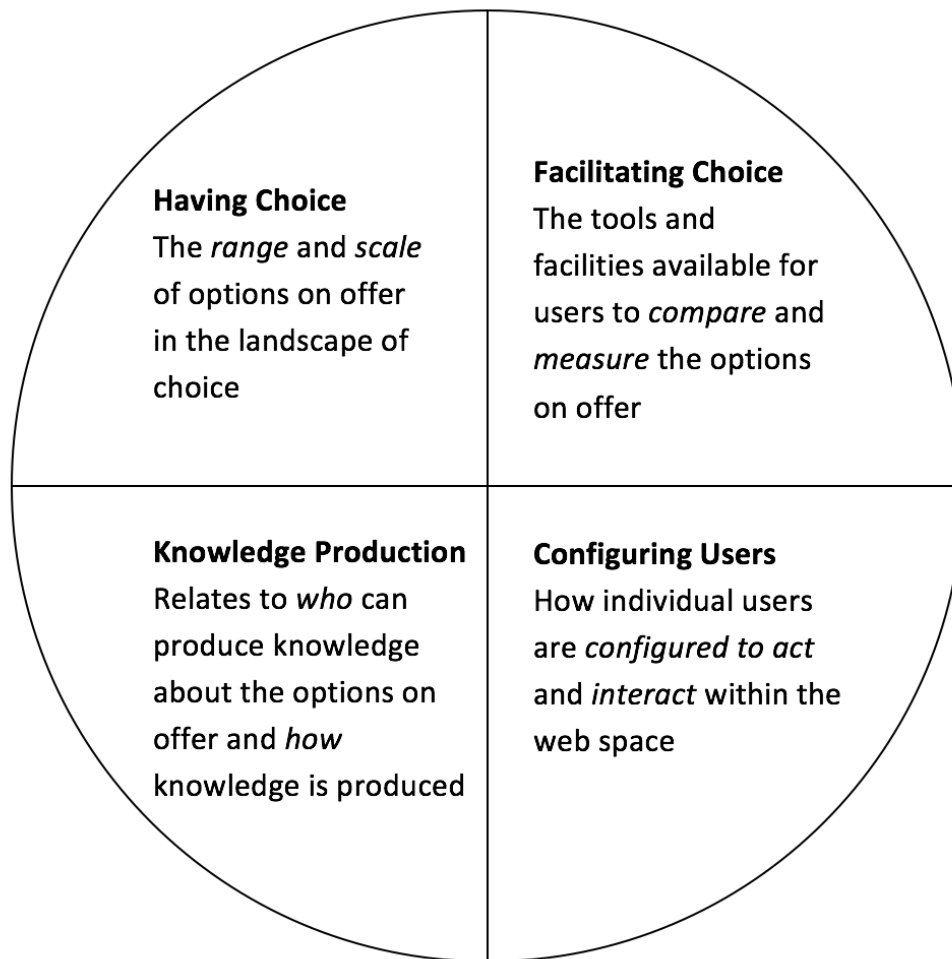 Having Choice
The range and scale
of options on offer
in the landscape of
choice
Facilitating Choice
The tools and
facilities available for
users to compare and
measure the options
on offer
Knowledge Production
Relates to who can
produce knowledge
about the options on
offer and how
knowledge is produced
Configuring Users
How individual users
are configured to act
and interact within the
web space